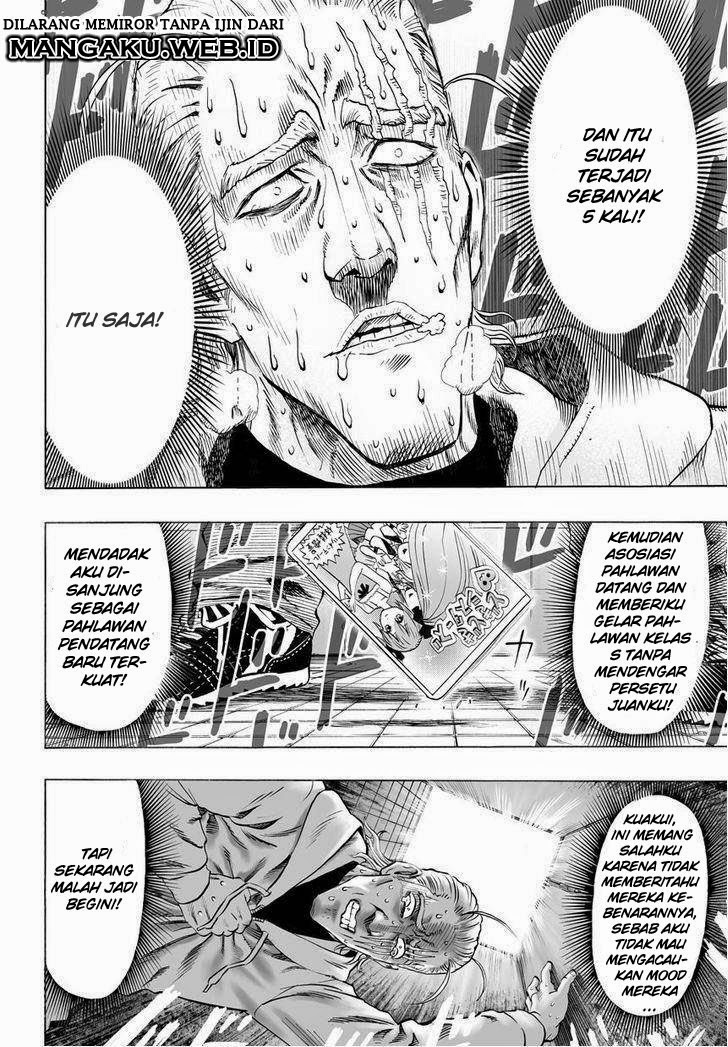 DILARANG MEMIROR TANPA IJIN DARI
MANGAKU.WEB.ID
DAN ITU
SUDAH
TERJADI
SEBANYAK
5 KALI!
ITU SAJA!
KEMUDIAN
ASOSIASI
PAHLAWAN
DATANG DAN
MEMBERIKU
GELAR PAH-
LAWAN KELAS
S TANPA
MENDENGAR
PERSETU
JUANKU!
MENDADAK
AKU DI-
SANJUNG
SEBAGAI
PAHLAWAN
PENDATANG
BARU TER-
KUAT!
KUAKUI,
INI MEMANG
SALAHKU
KARENA TIDAK
MEMBERITAHU
MEREKA KE-
BENARANNYA,
SEBAB AKU
TIDAK MAU
MENGACAU-
KAN MOOD
MEREKA
...
TAPI
SEKARANG
MALAH JADI
BEGINI!